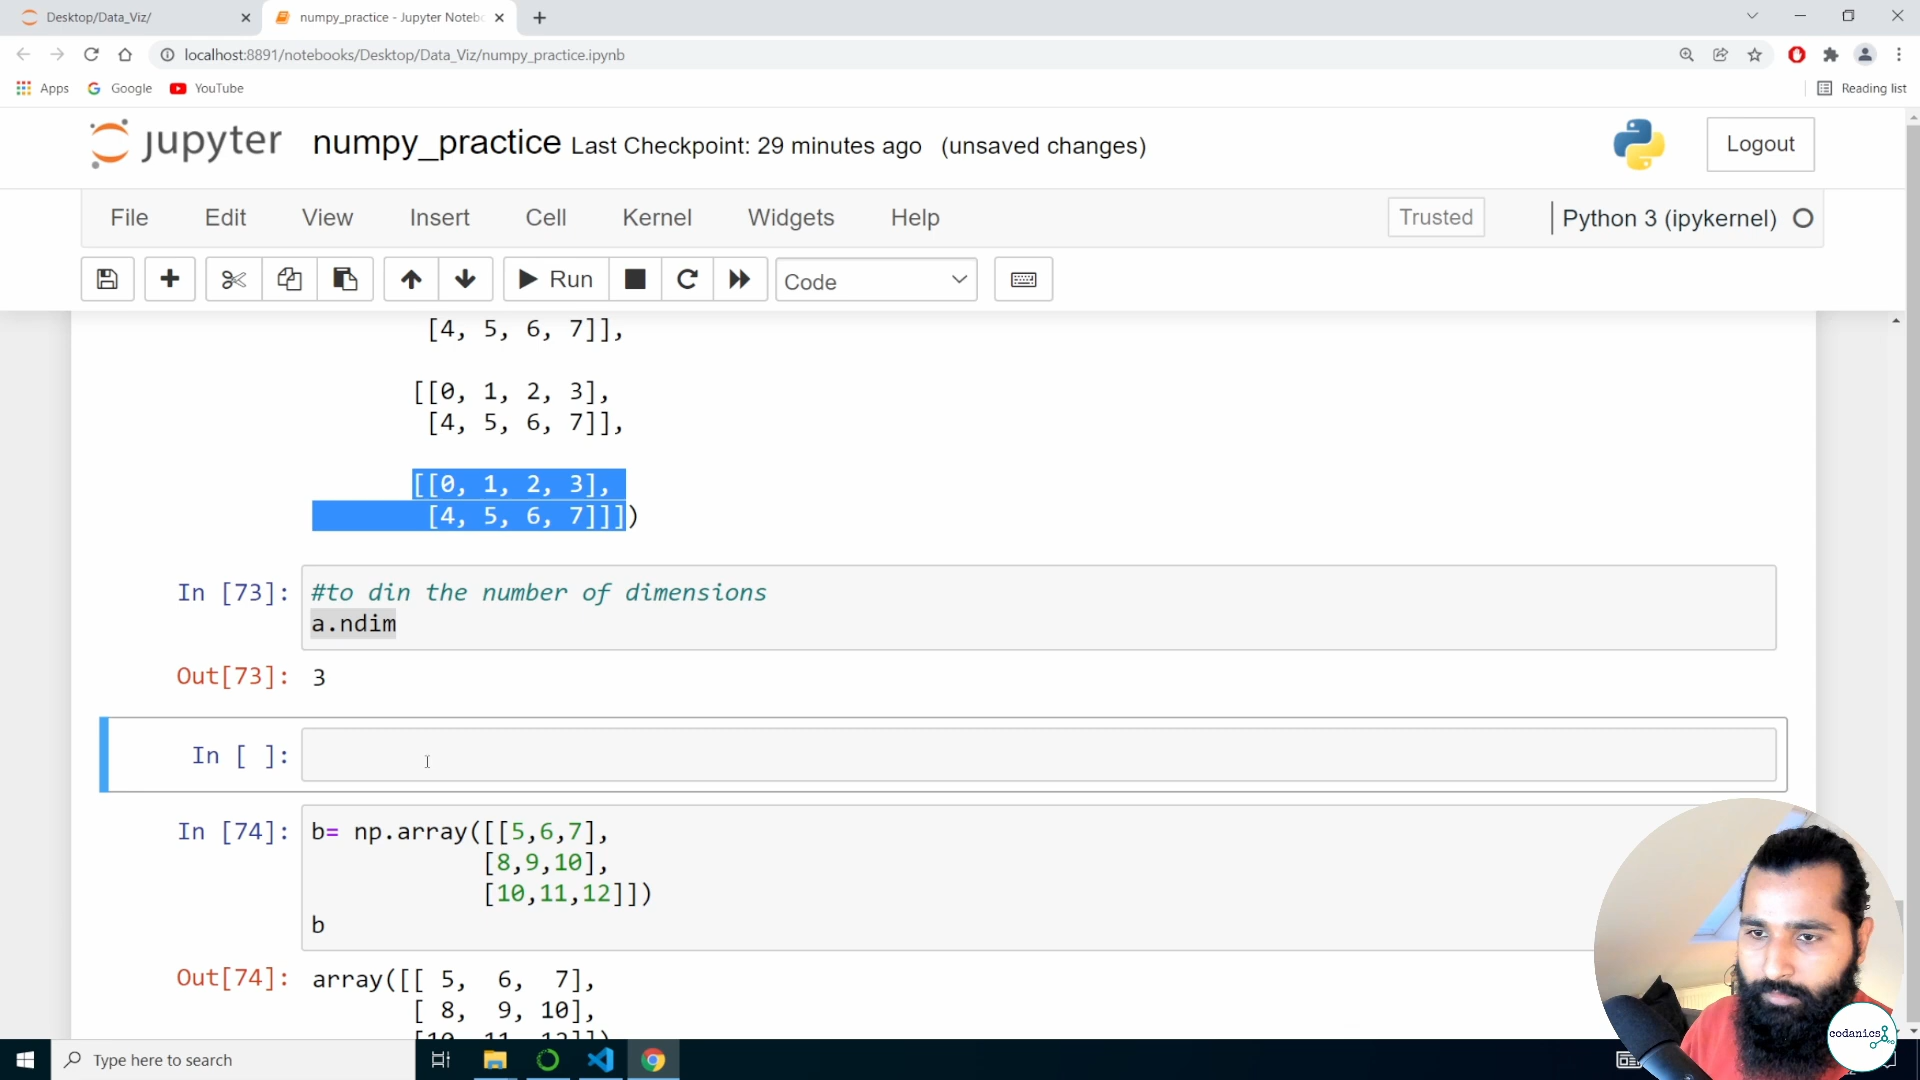 Desktop/Data_Viz/
numpy_practice - Jupyter Noteb
localhost:8891/notebooks/Desktop/Data_Viz/numpy_practice.ipynb
Apps Google YouTube Reading list
jupyter numpy_practice Last Checkpoint: 29 minutes ago (unsaved changes) Logout
File Edit View Insert Cell Kernel Widgets Help Trusted Python 3 (ipykernel)
Run Code
[4, 5, 6, 7]],
[[0, 1, 2, 3],
[4, 5, 6, 7]],
[[0, 1, 2, 3],
[4, 5, 6, 7]]])
In [73]: #to din the number of dimensions
a.ndim
Out[73]: 3
In [ ]:
In [74]: b= np.array([[5,6,7],
[8,9,10],
[10,11,12]])
b
Out[74]: array([[ 5, 6, 7],
[ 8, 9, 10],
[10, 11, 12]])
codanics
Type here to search